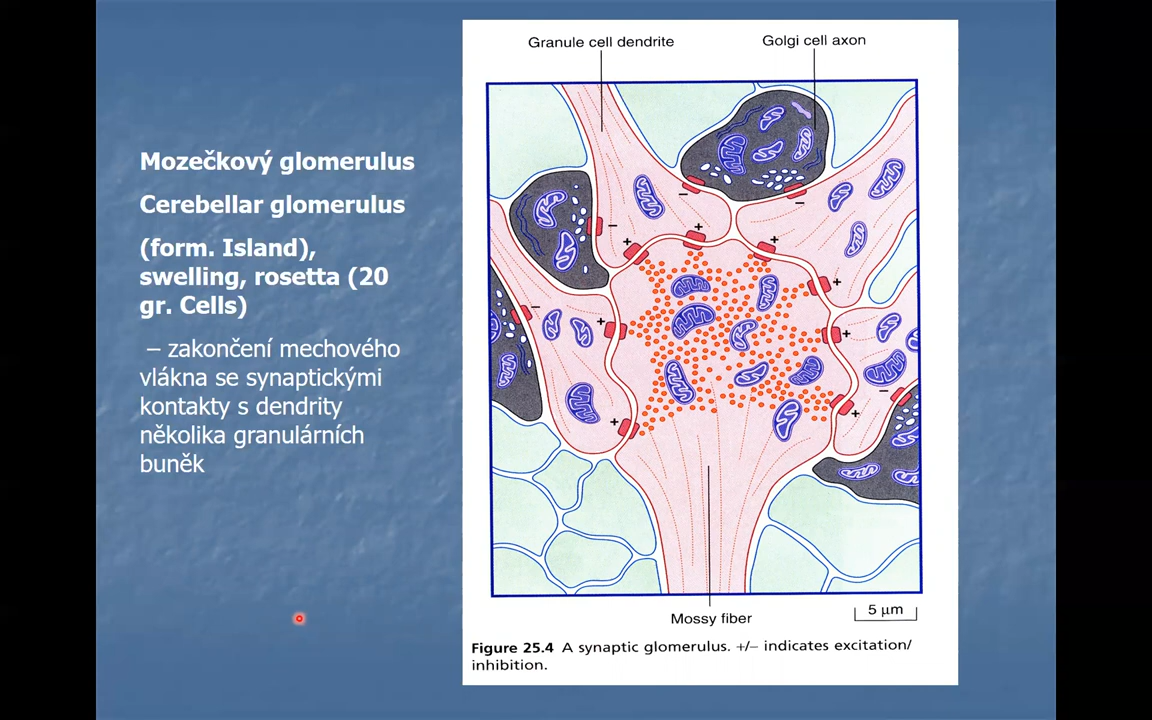 Mozečkový glomerulus
Cerebellar glomerulus
(form. Island),
swelling, rosetta (20
gr. Cells)
– zakončení mechového
vlákna se synaptickými
kontakty s dendrity
několika granulárních
buněk
Granule cell dendrite
Golgi cell axon
Mossy fiber
5 µm
Figure 25.4 A synaptic glomerulus. +/– indicates excitation/
inhibition.